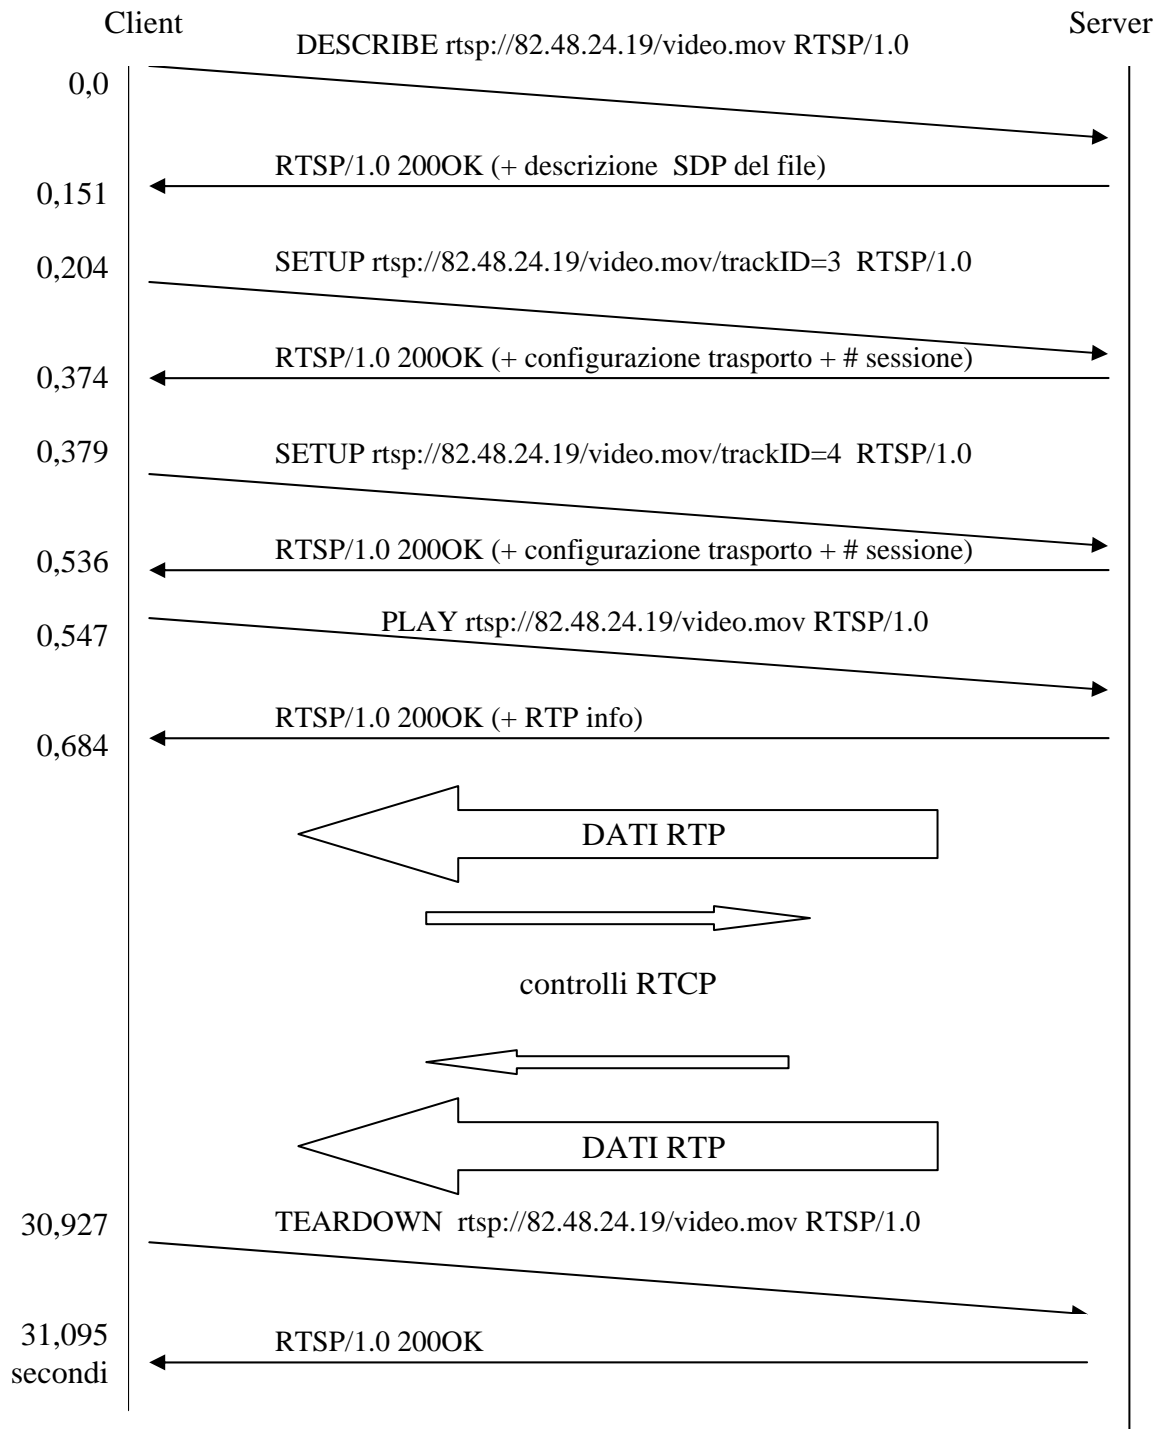 Client
Server
DESCRIBE rtsp://82.48.24.19/video.mov RTSP/1.0
0,0
RTSP/1.0 200OK (+ descrizione  SDP del file)
0,151
0,204
SETUP rtsp://82.48.24.19/video.mov/trackID=3  RTSP/1.0
RTSP/1.0 200OK (+ configurazione trasporto + # sessione)
0,374
0,379
SETUP rtsp://82.48.24.19/video.mov/trackID=4  RTSP/1.0
RTSP/1.0 200OK (+ configurazione trasporto + # sessione)
0,536
0,547
PLAY rtsp://82.48.24.19/video.mov RTSP/1.0
RTSP/1.0 200OK (+ RTP info)
0,684
DATI RTP
controlli RTCP
DATI RTP
30,927
TEARDOWN  rtsp://82.48.24.19/video.mov RTSP/1.0
31,095
secondi
RTSP/1.0 200OK